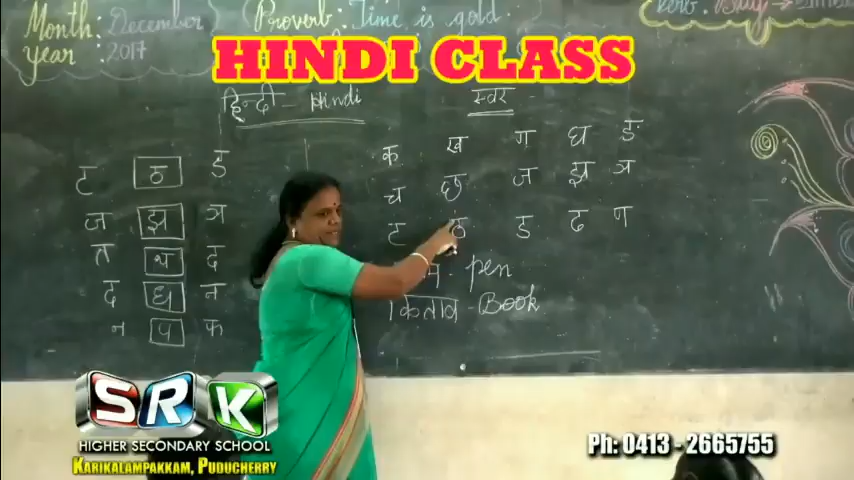 Month: December
Year: 2017
Proverb: Time is gold.
Verb:
HINDI CLASS
हिन्दी - Hindi
स्वर
ट ठ ड
ज झ ञ
त थ द
द ध न
न प फ
क ख ग घ ङ
च छ ज झ ञ
ट ठ ड ढ ण
pen
किताब - Book
SRK
HIGHER SECONDARY SCHOOL
KARIKALAMPAKKAM, PUDUCHERRY
Ph: 0413 - 2665755